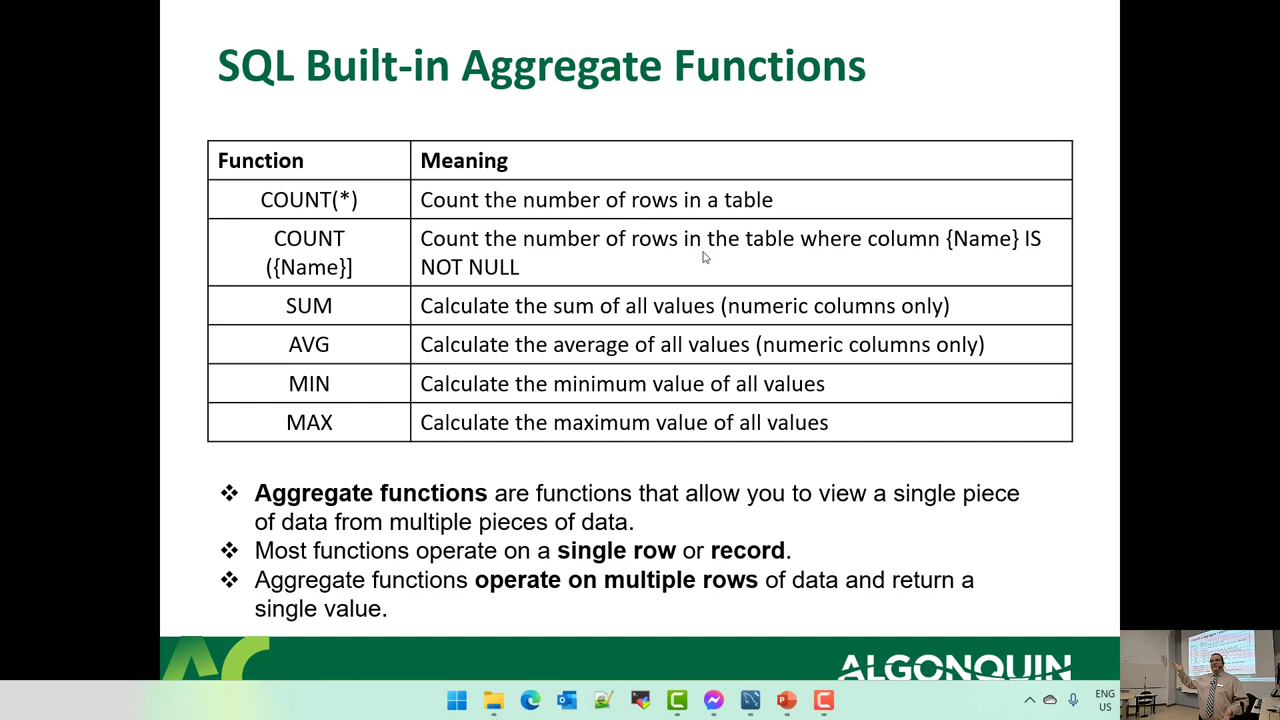 SQL Built-in Aggregate Functions
Function Meaning
COUNT(*) Count the number of rows in a table
COUNT Count the number of rows in the table where column {Name} IS
({Name}] NOT NULL
SUM Calculate the sum of all values (numeric columns only)
AVG Calculate the average of all values (numeric columns only)
MIN Calculate the minimum value of all values
MAX Calculate the maximum value of all values
❖ Aggregate functions are functions that allow you to view a single piece
of data from multiple pieces of data.
❖ Most functions operate on a single row or record.
❖ Aggregate functions operate on multiple rows of data and return a
single value.
AC ALGONQUIN
ENG
US